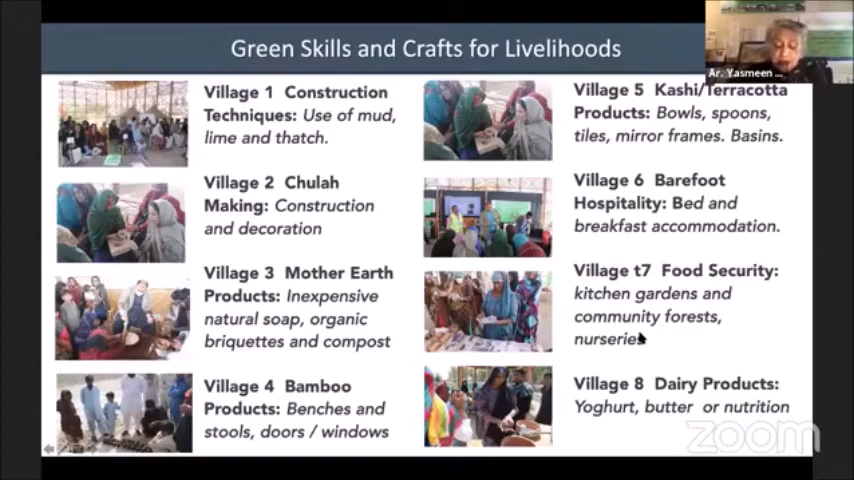 Green Skills and Crafts for Livelihoods
Ar. Yasmeen ...
Village 1 Construction
Techniques: Use of mud,
lime and thatch.
Village 2 Chulah
Making: Construction
and decoration
Village 3 Mother Earth
Products: Inexpensive
natural soap, organic
briquettes and compost
Village 4 Bamboo
Products: Benches and
stools, doors / windows
Village 5 Kashi/Terracotta
Products: Bowls, spoons,
tiles, mirror frames. Basins.
Village 6 Barefoot
Hospitality: Bed and
breakfast accommodation.
Village t7 Food Security:
kitchen gardens and
community forests,
nurseries
Village 8 Dairy Products:
Yoghurt, butter or nutrition
zoom